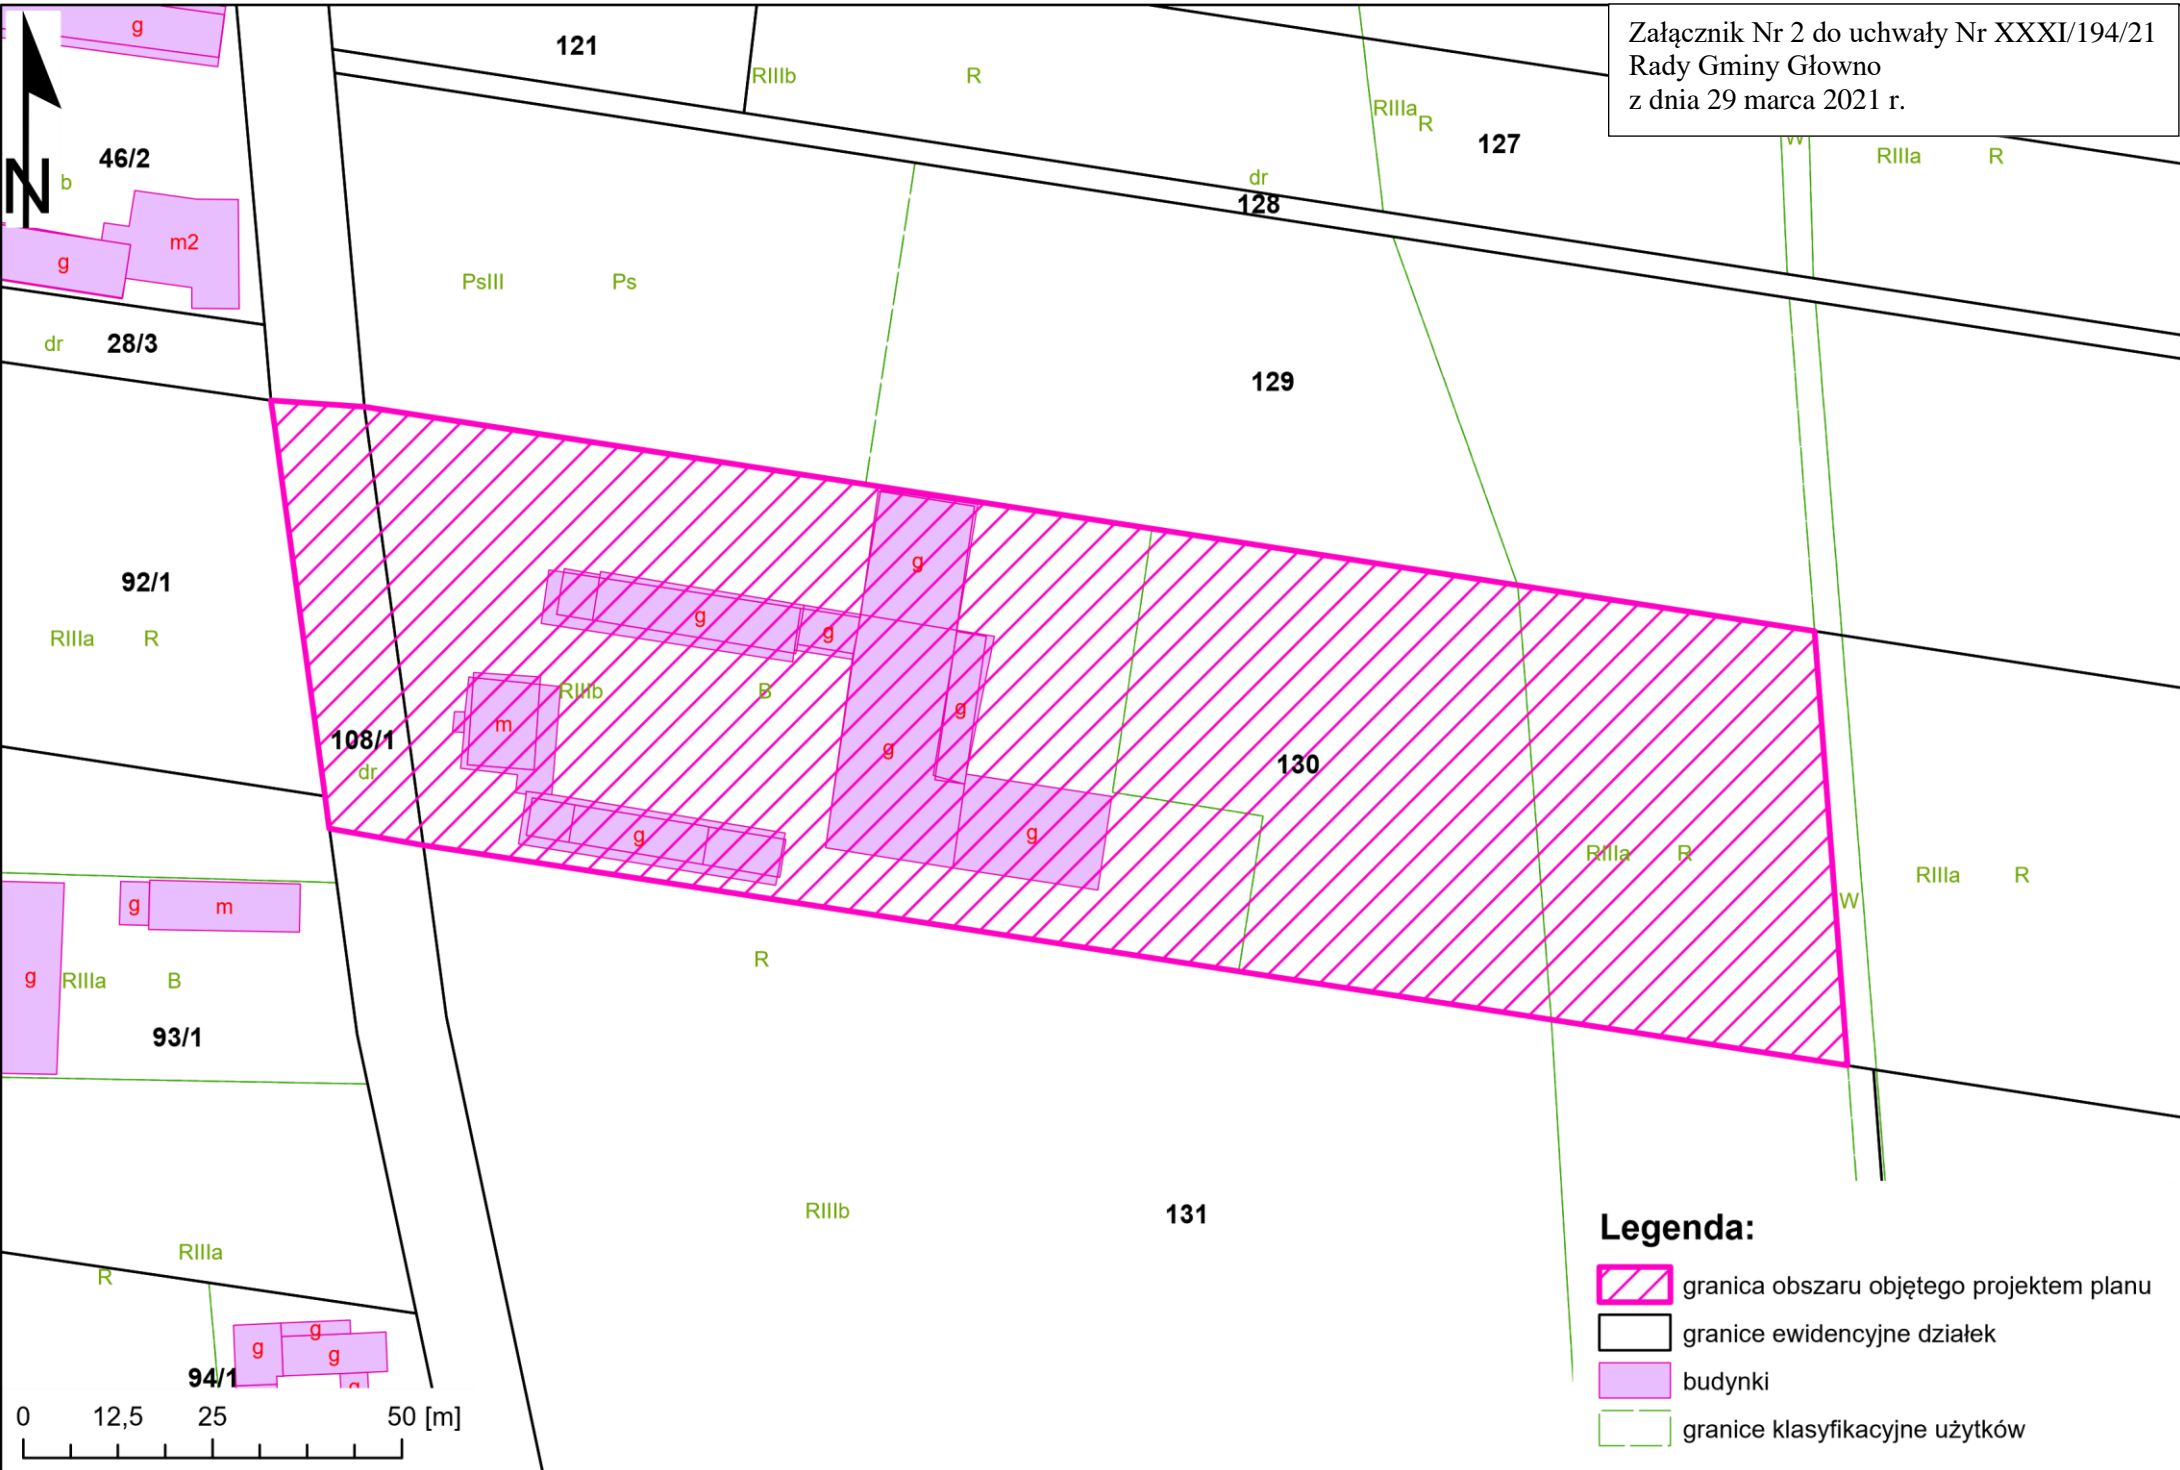 Załącznik Nr 2 do uchwały Nr XXXI/194/21
Rady Gminy Głowno
z dnia 29 marca 2021 r.
g
121
RIIIb R
RIIIa
R
127
W
RIIIa R
46/2
b
N
dr
128
m2
g
PsIII Ps
28/3
dr
129
92/1
RIIIa R
g
g
g
RIIIb B
m
g
g
108/1
dr
130
g
g
RIIIa R
RIIIa R
W
g
m
g
RIIIa B
R
93/1
RIIIb
131
RIIIa
R
g
g
g
g
94/1
0 12,5 25 50 [m]
Legenda:
granica obszaru objętego projektem planu
granice ewidencyjne działek
budynki
granice klasyfikacyjne użytków